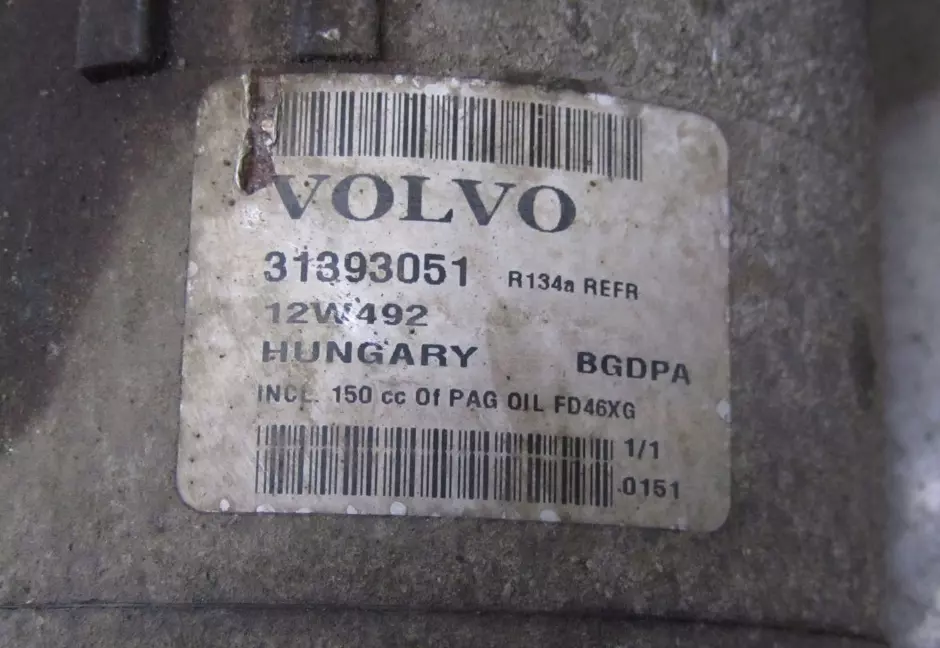 VOLVO
31393051 R134a REFR
12W492
HUNGARY BGDPA
INCL. 150 cc Of PAG OIL FD46XG
1/1
0151